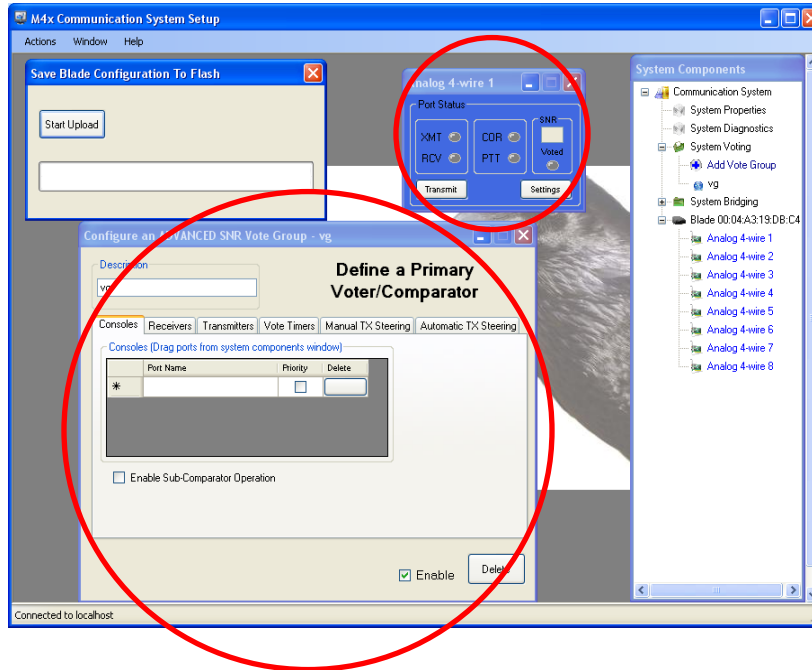 M4x Communication System Setup
Actions Window Help
Save Blade Configuration To Flash
Start Upload
Analog 4-wire 1
Port Status
XMT
COR
SNR
RCV
PTT
Voted
Transmit
Settings
Configure an ADVANCED SNR Vote Group - vg
Description
vg
Define a Primary
Voter/Comparator
Consoles Receivers Transmitters Vote Timers Manual TX Steering Automatic TX Steering
Consoles (Drag ports from system components window)
Port Name Priority Delete
*
Enable Sub-Comparator Operation
Enable
Delete
System Components
Communication System
System Properties
System Diagnostics
System Voting
Add Vote Group
vg
System Bridging
Blade 00:04:A3:19:DB:C4
Analog 4-wire 1
Analog 4-wire 2
Analog 4-wire 3
Analog 4-wire 4
Analog 4-wire 5
Analog 4-wire 6
Analog 4-wire 7
Analog 4-wire 8
Connected to localhost